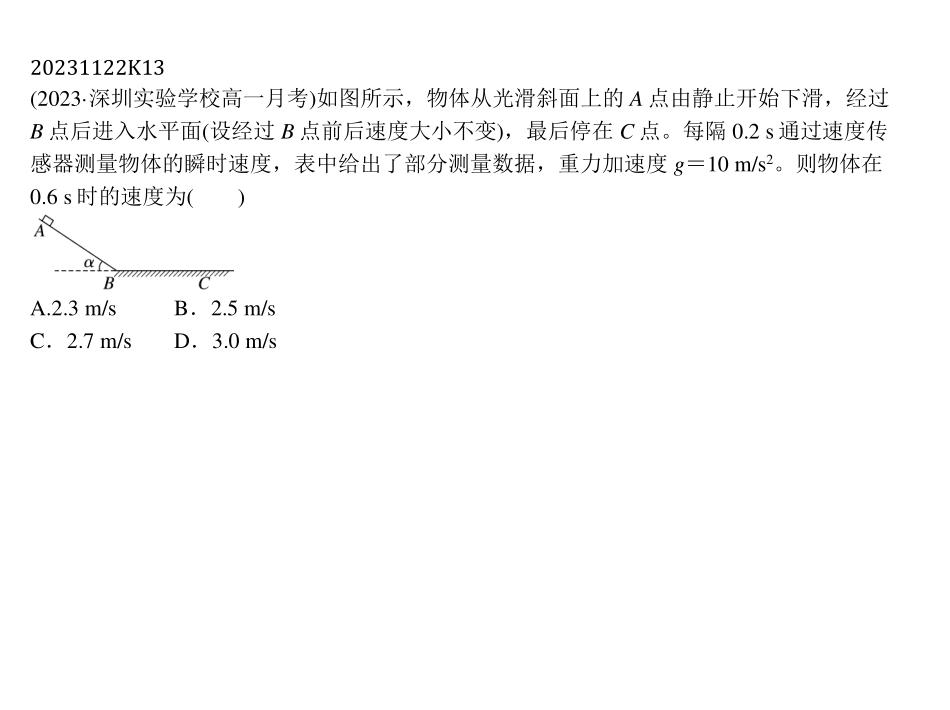 20231122K13
(2023·深圳实验学校高一月考)如图所示，物体从光滑斜面上的 A 点由静止开始下滑，经过
B 点后进入水平面(设经过 B 点前后速度大小不变)，最后停在 C 点。每隔 0.2 s 通过速度传
感器测量物体的瞬时速度，表中给出了部分测量数据，重力加速度 g＝10 m/s²。则物体在
0.6 s 时的速度为(　　)
A
α
B
C
A.2.3 m/s　　B．2.5 m/s
C．2.7 m/s　　D．3.0 m/s